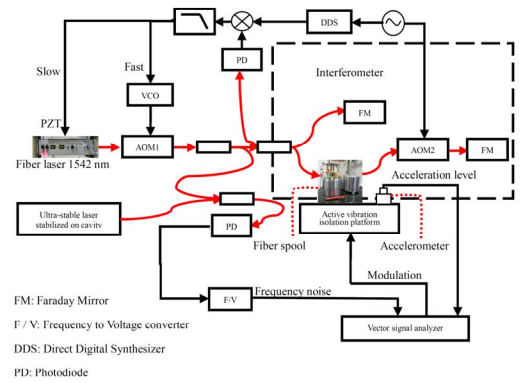 DDS
PD
Interferometer
Slow
Fast
VCO
FM
PZT
AOM1
AOM2
FM
Fiber laser 1542 nm
Acceleration level
Ultra-stable laser
stabilized on cavity
PD
Active vibration
isolation platform
Fiber spool
Accelerometer
Modulation
F/V
Frequency noise
Vector signal analyzer
FM: Faraday Mirror
F / V: Frequency to Voltage converter
DDS: Direct Digital Synthesizer
PD: Photodiode